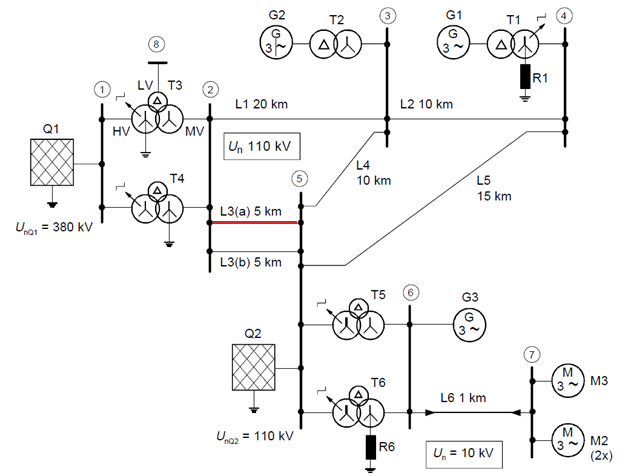 G2
T2
3
G1
T1
4
G
3 ~
G
3 ~
8
LV
T3
R1
1
2
L1 20 km
L2 10 km
HV
MV
Q1
Un 110 kV
L4
10 km
T4
5
L5
15 km
L3(a) 5 km
UnQ1 = 380 kV
L3(b) 5 km
T5
6
G3
G
3 ~
Q2
7
T6
M
3 ~
M3
L6 1 km
UnQ2 = 110 kV
R6
Un = 10 kV
M
3 ~
M2
(2x)